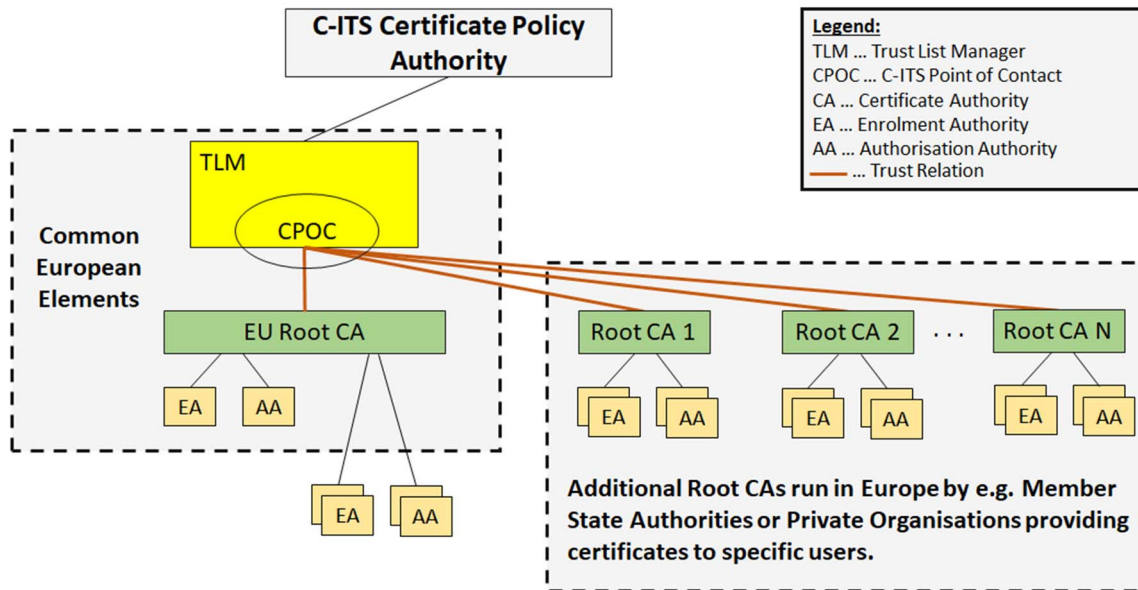 C-ITS Certificate Policy
Authority
Legend:
TLM ... Trust List Manager
CPOC ... C-ITS Point of Contact
CA ... Certificate Authority
EA ... Enrolment Authority
AA ... Authorisation Authority
... Trust Relation
TLM
CPOC
Common
European
Elements
EU Root CA
EA
AA
EA
AA
Root CA 1
Root CA 2
. . .
Root CA N
EA
AA
EA
AA
EA
AA
Additional Root CAs run in Europe by e.g. Member
State Authorities or Private Organisations providing
certificates to specific users.